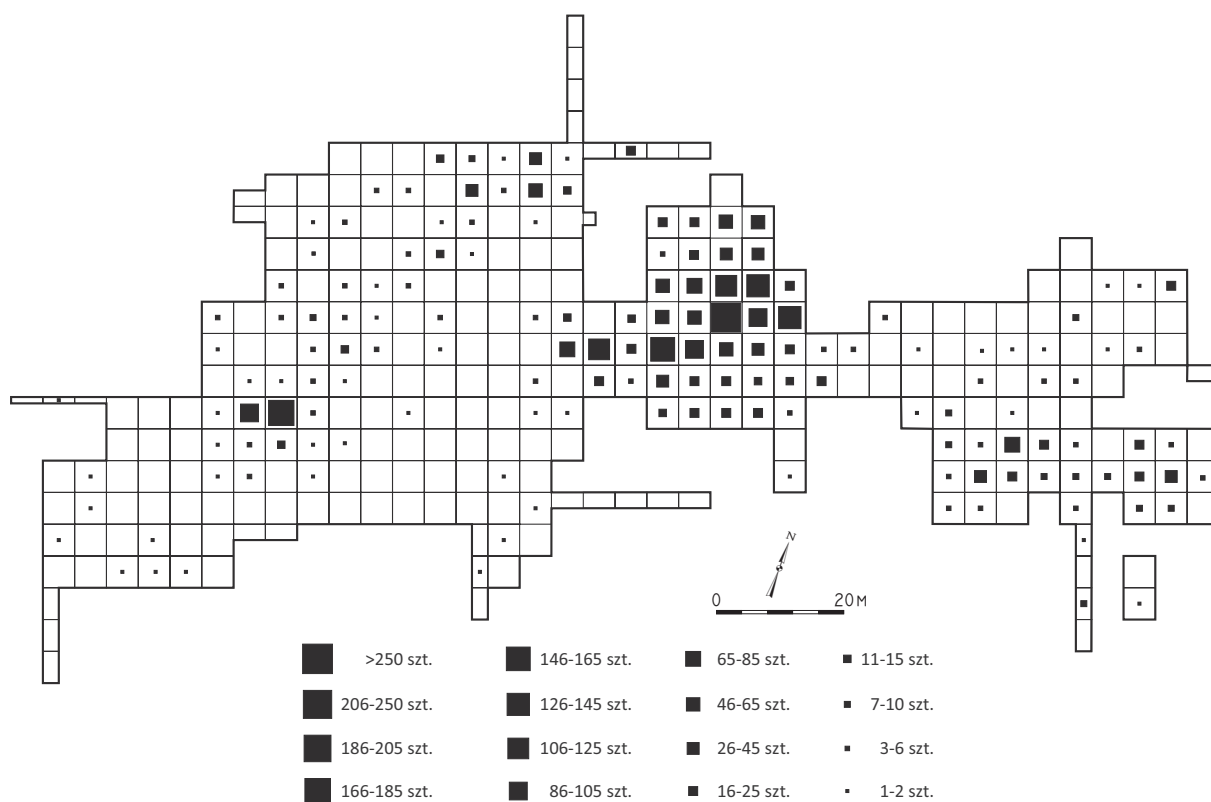 N
0 20 M
>250 szt. 146-165 szt. 65-85 szt. 11-15 szt.
206-250 szt. 126-145 szt. 46-65 szt. 7-10 szt.
186-205 szt. 106-125 szt. 26-45 szt. 3-6 szt.
166-185 szt. 86-105 szt. 16-25 szt. 1-2 szt.